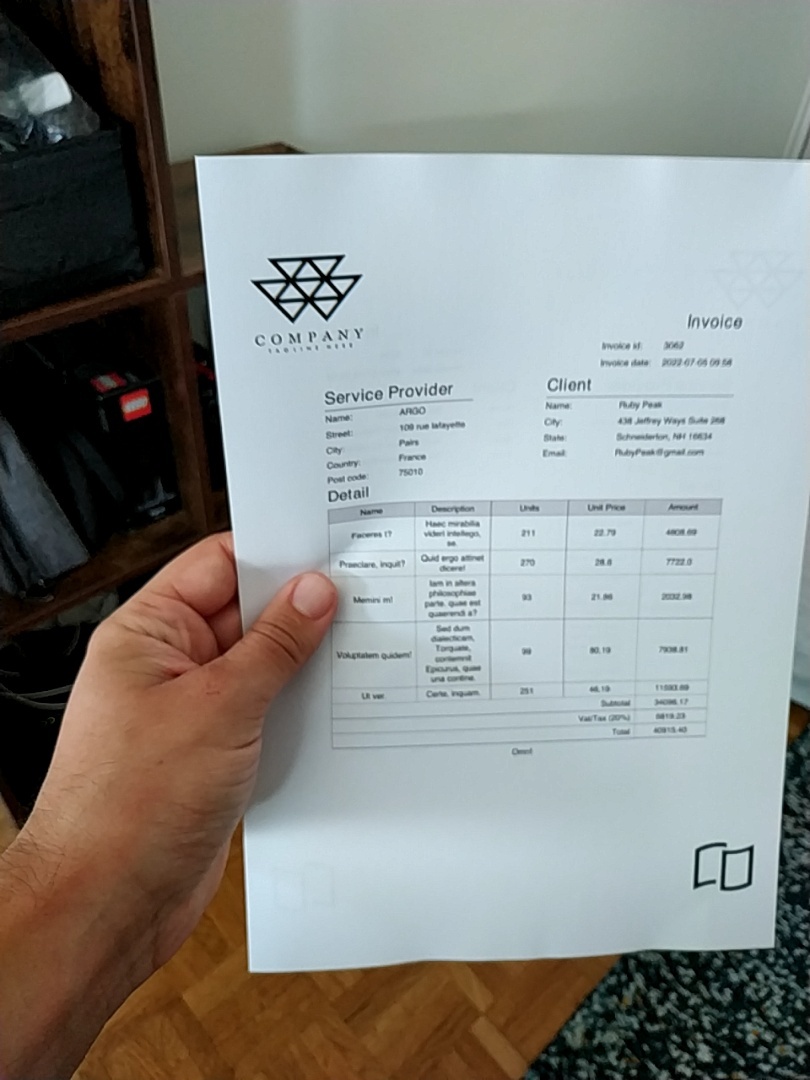 COMPANY
TAGLINE HERE
Invoice
Invoice id: 3062
Invoice date: 2022-07-05 09:58
Service Provider
Name: ARGO
Street: 109 rue lafayette
City: Pairs
Country: France
Post code: 75010
Client
Name: Ruby Peak
City: 438 Jeffrey Ways Suite 268
State: Schneiderton, NH 16634
Email: RubyPeak@gmail.com
Detail
Name Description Units Unit Price Amount
Faceres t? Haec mirabilia videri intellego, se. 211 22.79 4808.69
Praeclare, inquit? Quid ergo attinet dicere! 270 28.6 7722.0
Memini m! Iam in altera philosophiae parte. quae est quaerendi a? 93 21.86 2032.98
Voluptatem quidem! Sed dum dialecticam, Torquate, contemnit Epicurus, quae una contine. 99 80.19 7938.81
Ut ver. Certe, inquam. 251 46.19 11593.69
Subtotal 34096.17
Vat/Tax (20%) 6819.23
Total 40915.40